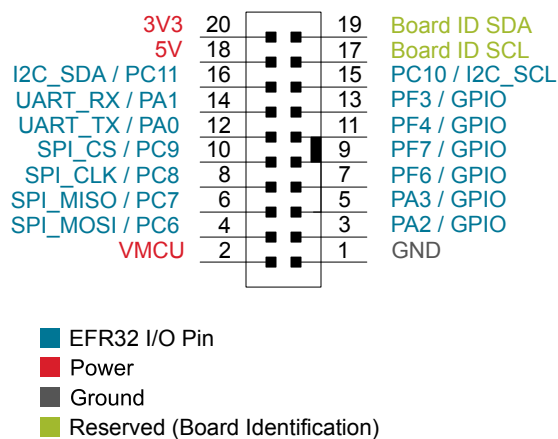 3V3 20 19 Board ID SDA
5V 18 17 Board ID SCL
I2C_SDA / PC11 16 15 PC10 / I2C_SCL
UART_RX / PA1 14 13 PF3 / GPIO
UART_TX / PA0 12 11 PF4 / GPIO
SPI_CS / PC9 10 9 PF7 / GPIO
SPI_CLK / PC8 8 7 PF6 / GPIO
SPI_MISO / PC7 6 5 PA3 / GPIO
SPI_MOSI / PC6 4 3 PA2 / GPIO
VMCU 2 1 GND
EFR32 I/O Pin
Power
Ground
Reserved (Board Identification)